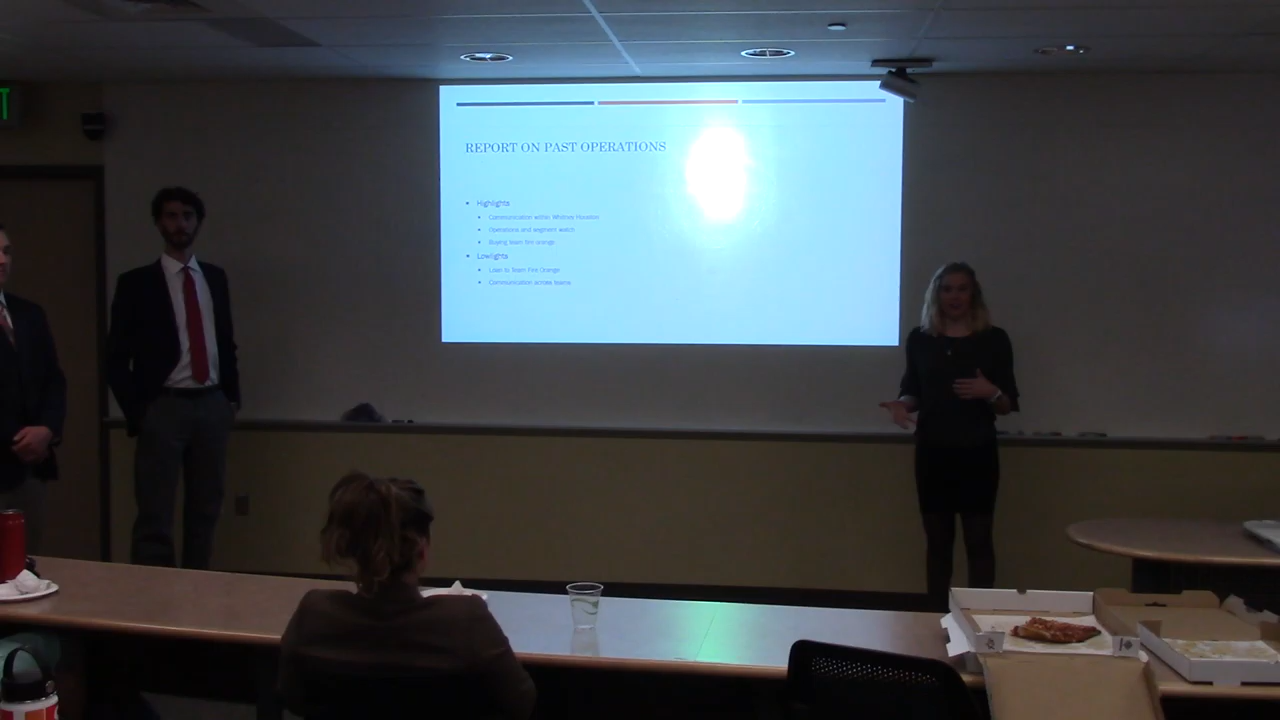 T
REPORT ON PAST OPERATIONS
Highlights
Communication within Whitney Houston
Operations and segment watch
Buying team fire orange
Lowlights
Loan to Team Fire Orange
Communication across teams